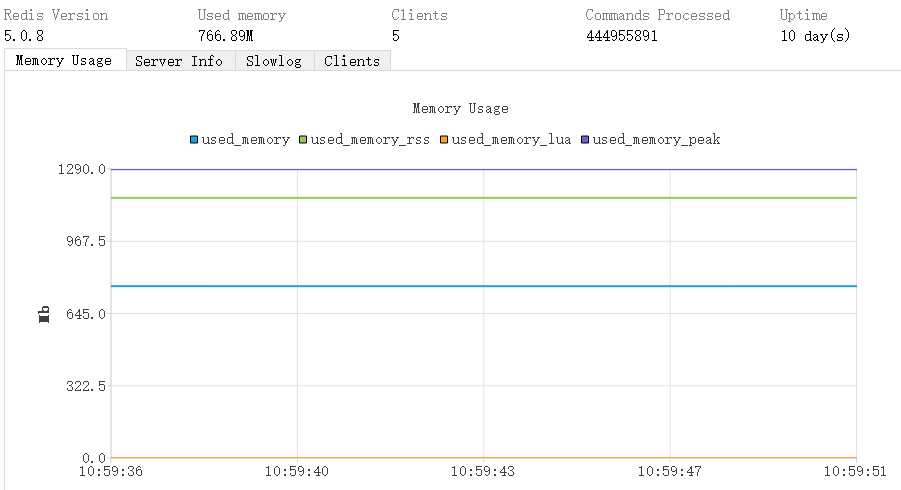 Redis Version Used memory Clients Commands Processed Uptime
5.0.8 766.89M 5 444955891 10 day(s)
Memory Usage Server Info Slowlog Clients
Memory Usage
used_memory used_memory_rss used_memory_lua used_memory_peak
1290.0
967.5
Mb
645.0
322.5
0.0
10:59:36 10:59:40 10:59:43 10:59:47 10:59:51